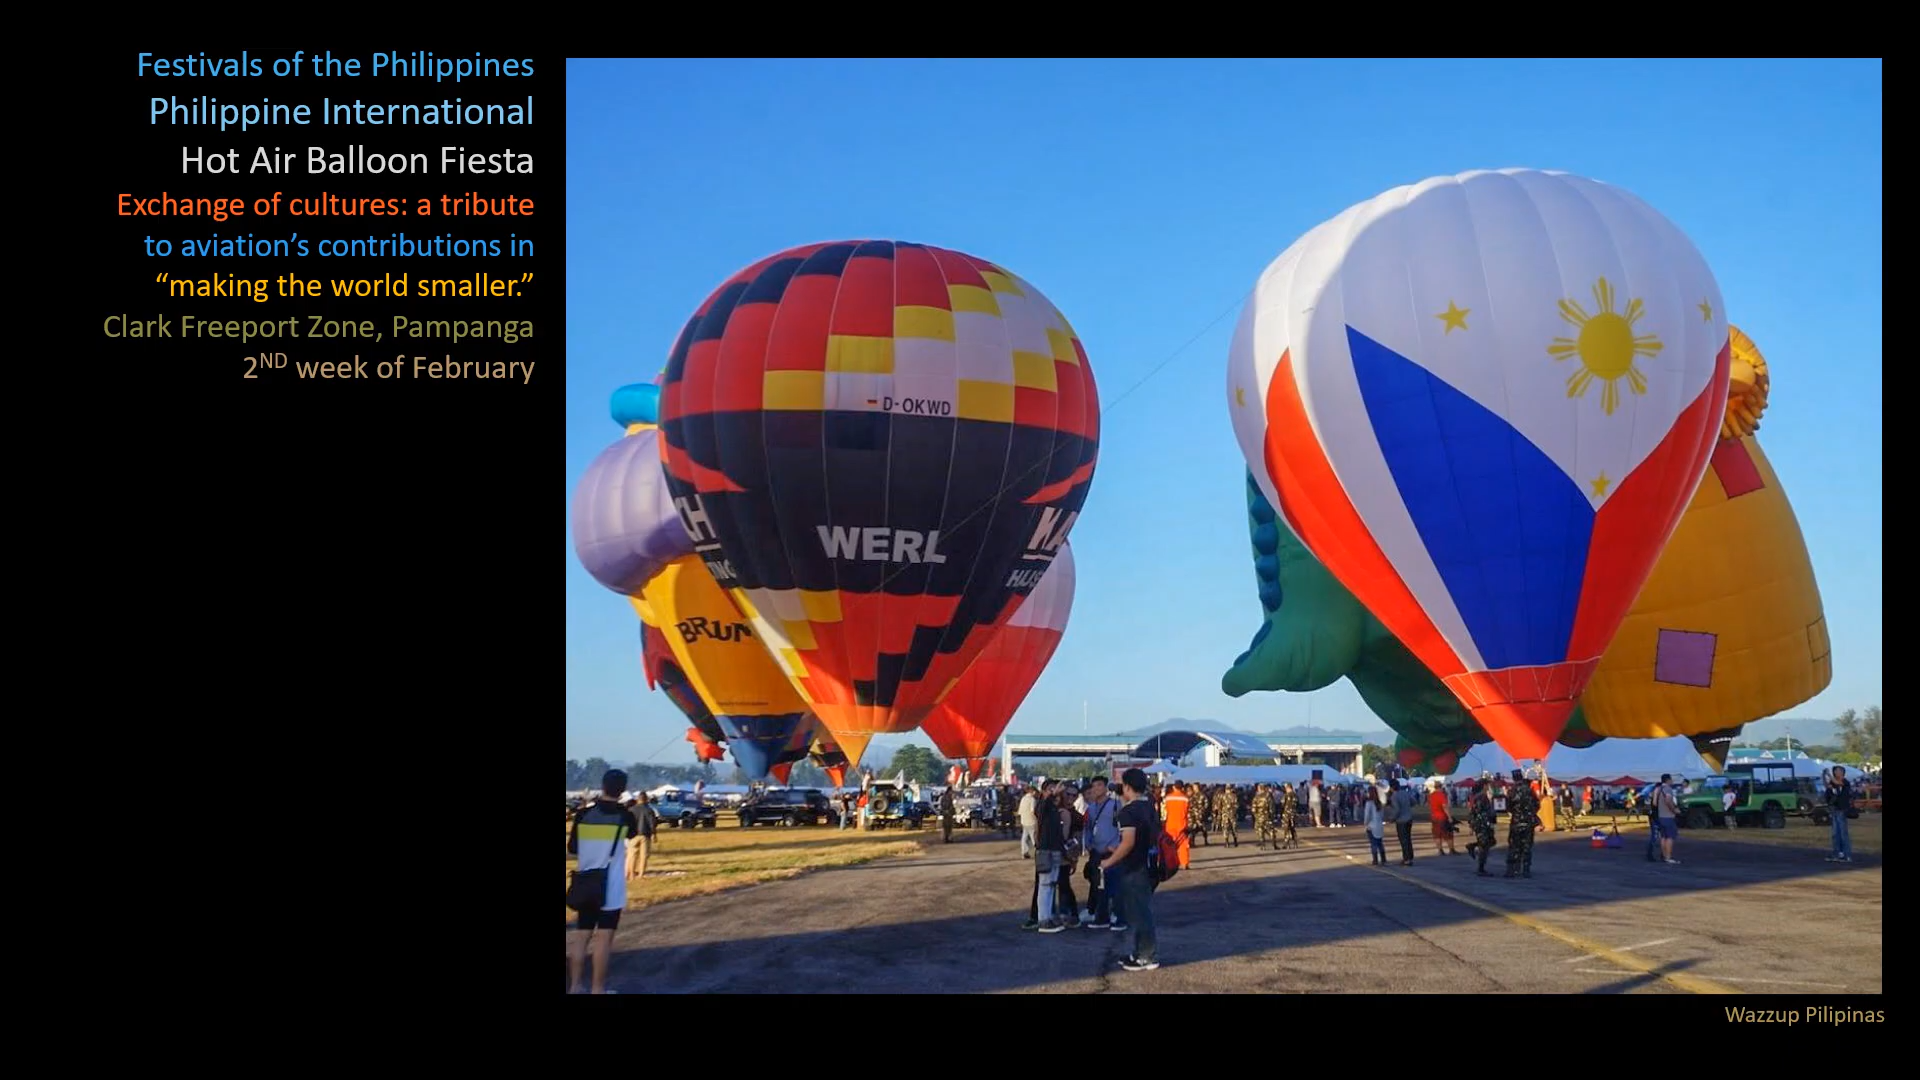 Festivals of the Philippines
Philippine International
Hot Air Balloon Fiesta
Exchange of cultures: a tribute
to aviation’s contributions in
“making the world smaller.”
Clark Freeport Zone, Pampanga
2ND week of February
D-OKWD
WERL
BRUN
Wazzup Pilipinas